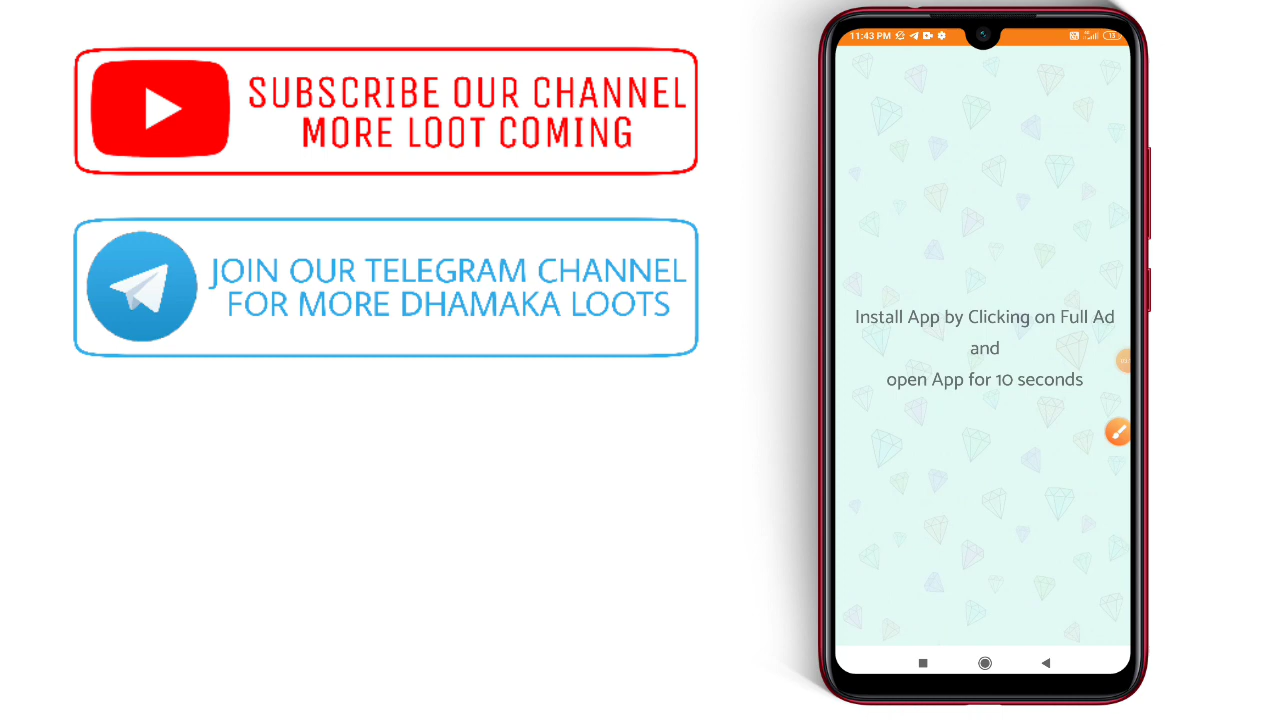 SUBSCRIBE OUR CHANNEL
MORE LOOT COMING
JOIN OUR TELEGRAM CHANNEL
FOR MORE DHAMAKA LOOTS
11:43 PM
Install App by Clicking on Full Ad
and
open App for 10 seconds